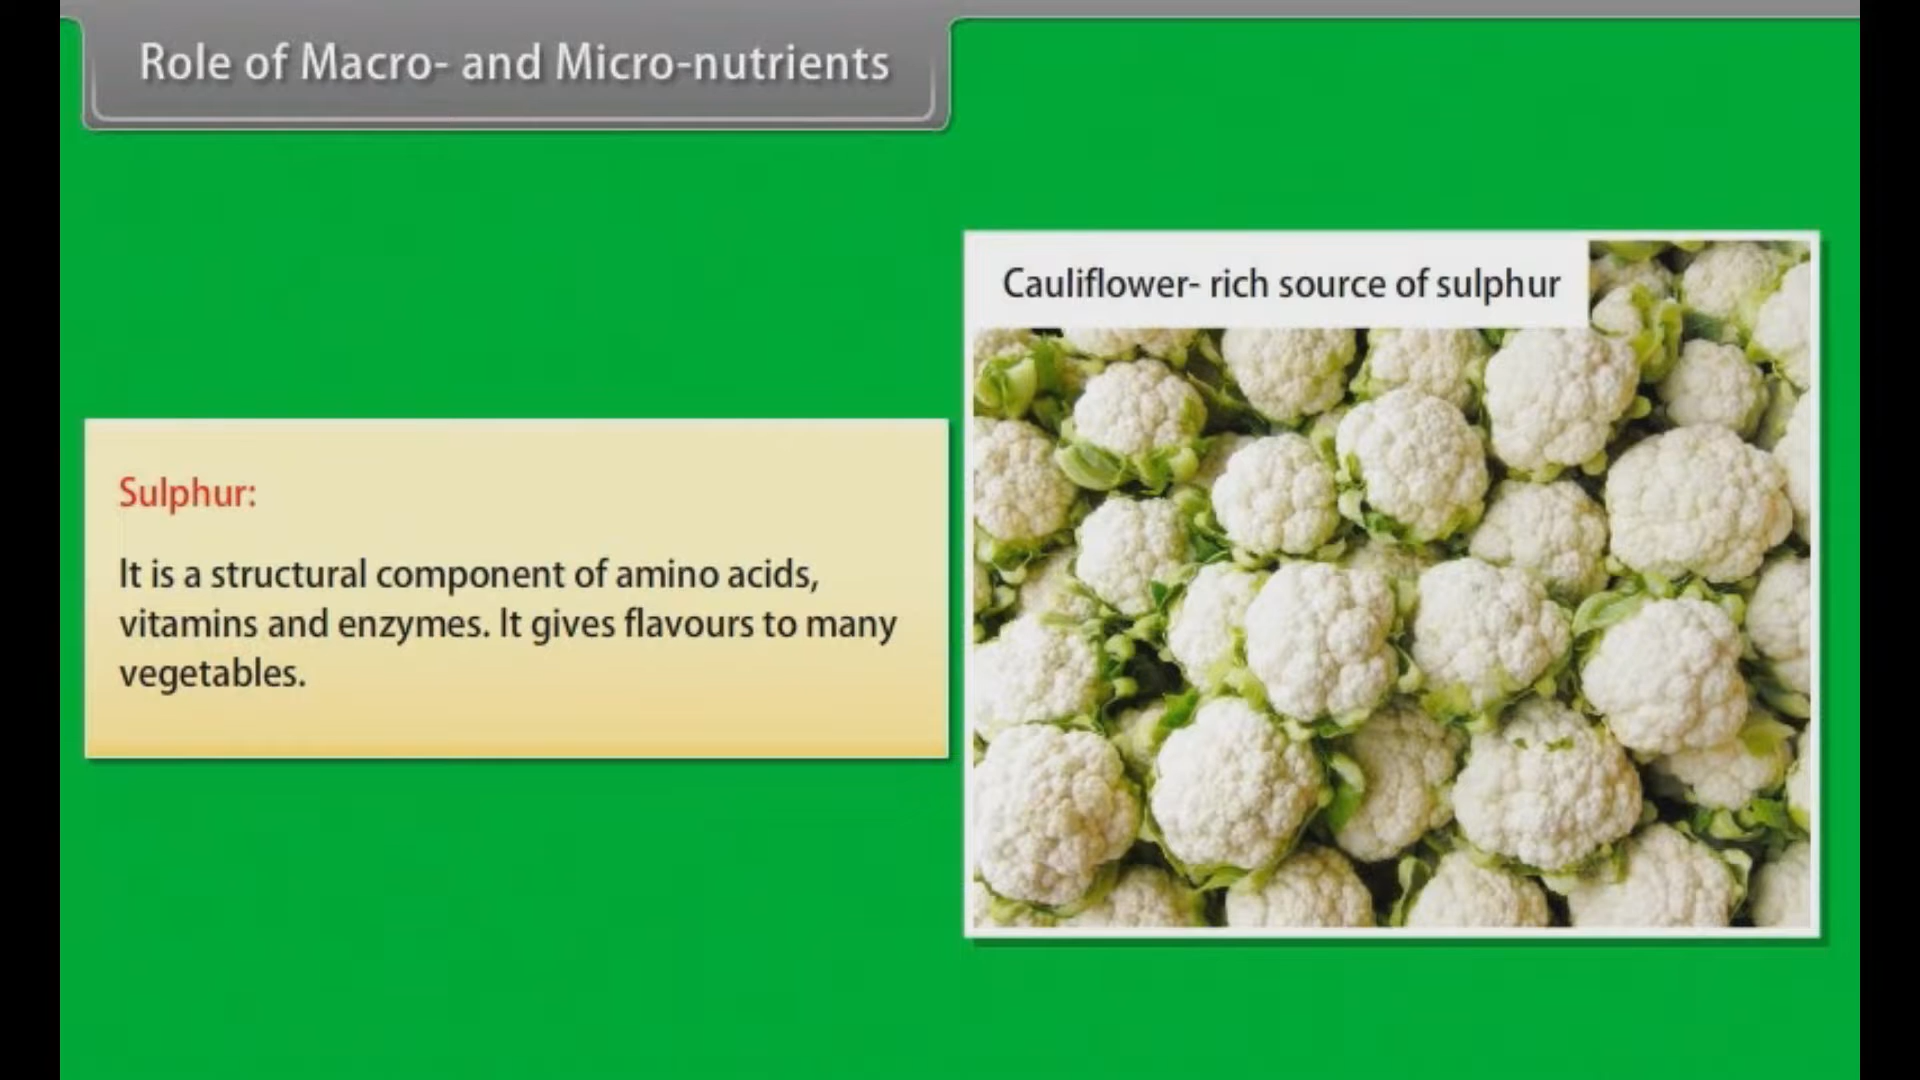 Role of Macro- and Micro-nutrients
Cauliflower- rich source of sulphur
Sulphur:
It is a structural component of amino acids,
vitamins and enzymes. It gives flavours to many
vegetables.